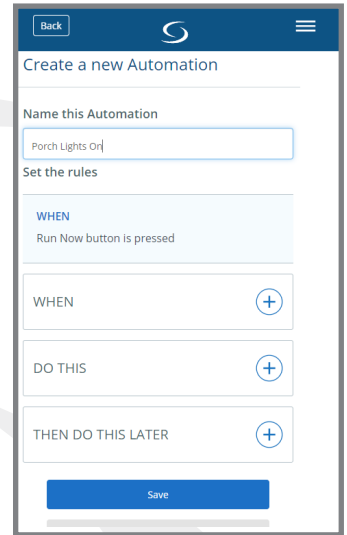 Back
Create a new Automation
Name this Automation
Porch Lights On
Set the rules
WHEN
Run Now button is pressed
WHEN
DO THIS
THEN DO THIS LATER
Save